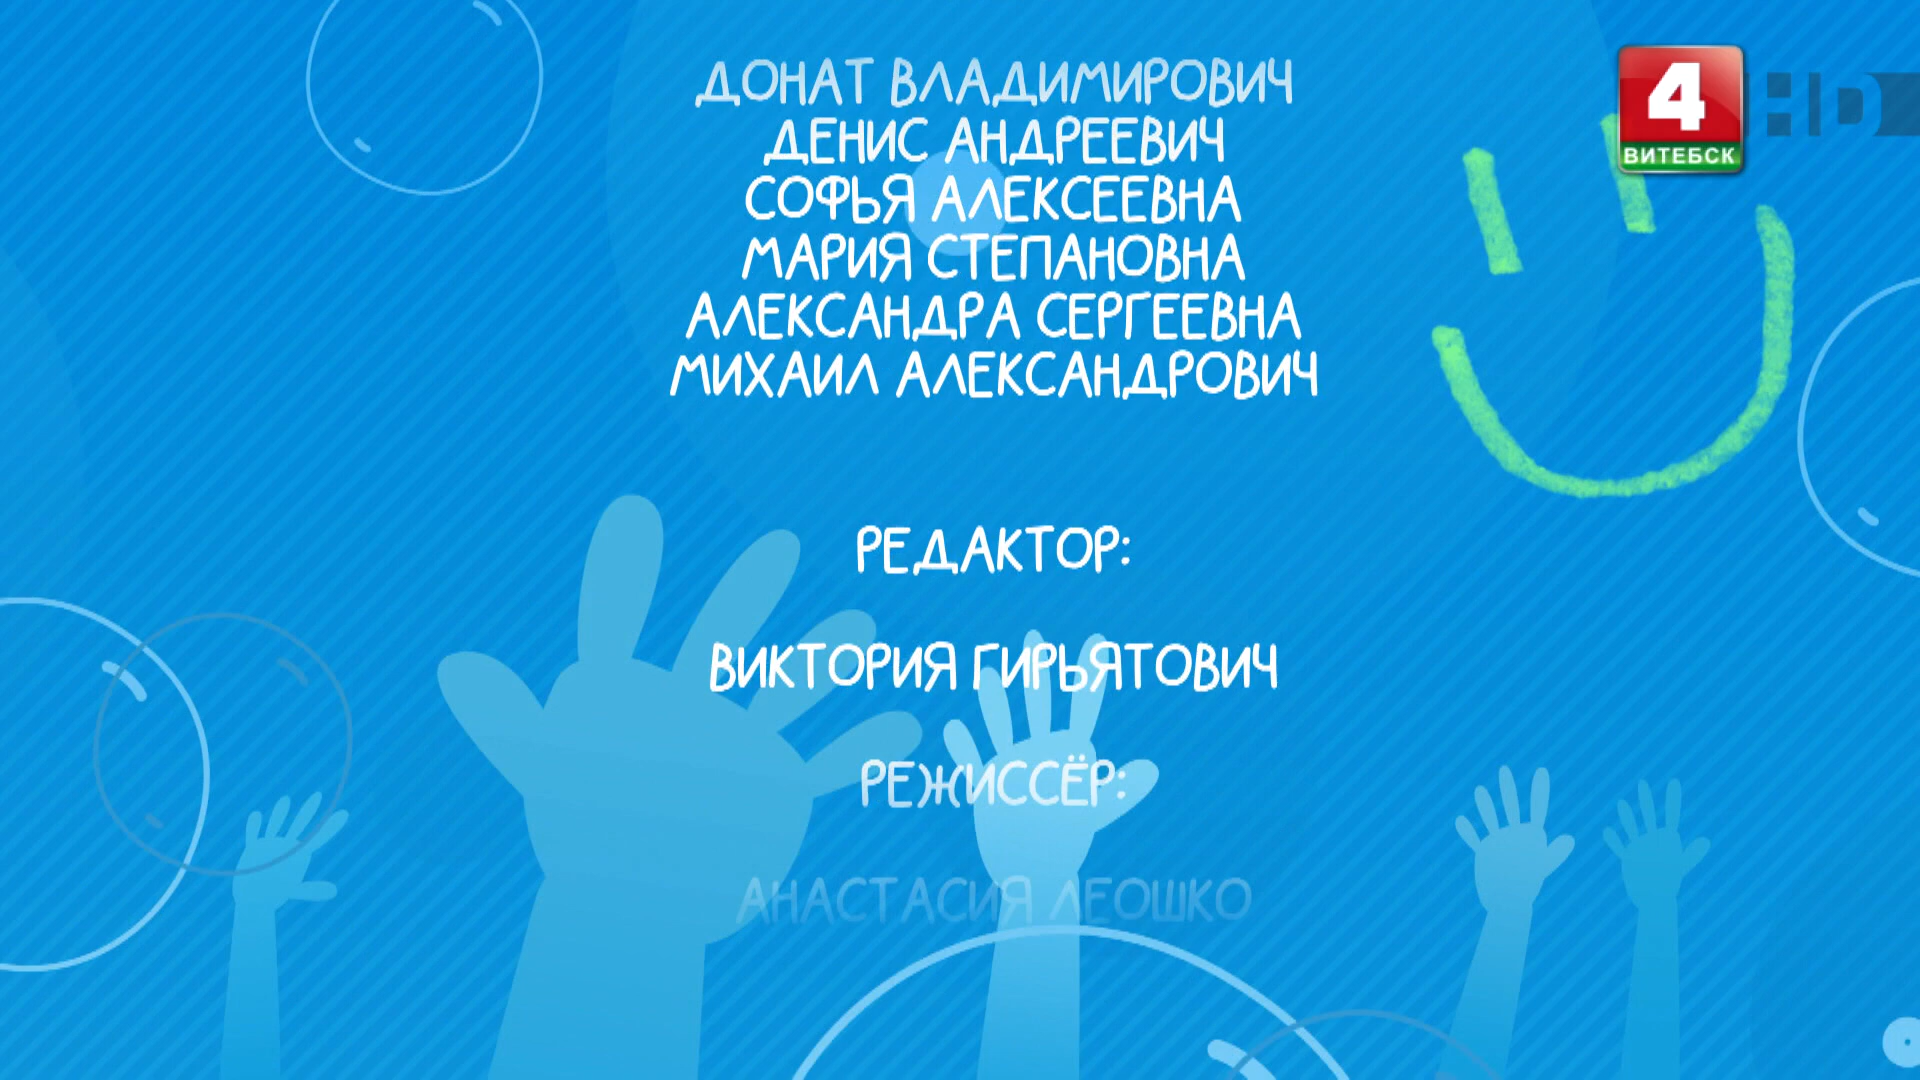 ДОНАТ ВЛАДИМИРОВИЧ
ДЕНИС АНДРЕЕВИЧ
СОФЬЯ АЛЕКСЕЕВНА
МАРИЯ СТЕПАНОВНА
АЛЕКСАНДРА СЕРГЕЕВНА
МИХАИЛ АЛЕКСАНДРОВИЧ
РЕДАКТОР:
ВИКТОРИЯ ГИРЬЯТОВИЧ
РЕЖИССЁР:
АНАСТАСИЯ ЛЕОШКО
4 HD
ВИТЕБСК